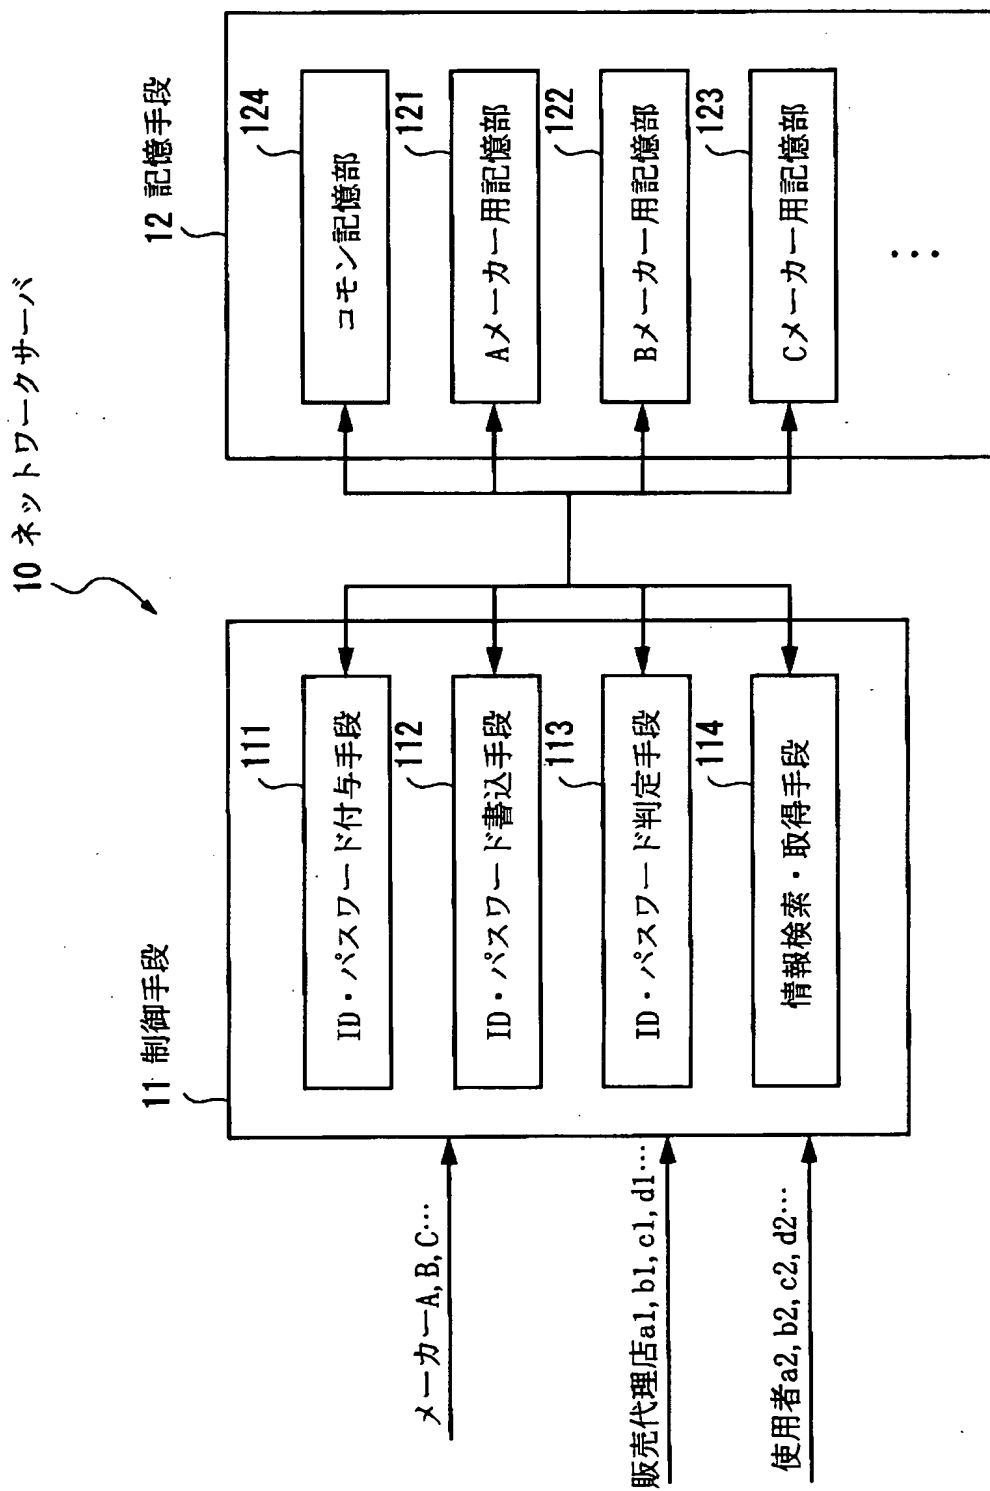 10 ネットワークサーバ
11 制御手段
111
ID・パスワード付与手段
112
ID・パスワード書込手段
113
ID・パスワード判定手段
114
情報検索・取得手段
12 記憶手段
124
コモン記憶部
121
Aメーカー用記憶部
122
Bメーカー用記憶部
123
Cメーカー用記憶部
…
メーカーA,B,C…
販売代理店a1,b1,c1,d1…
使用者a2,b2,c2,d2…